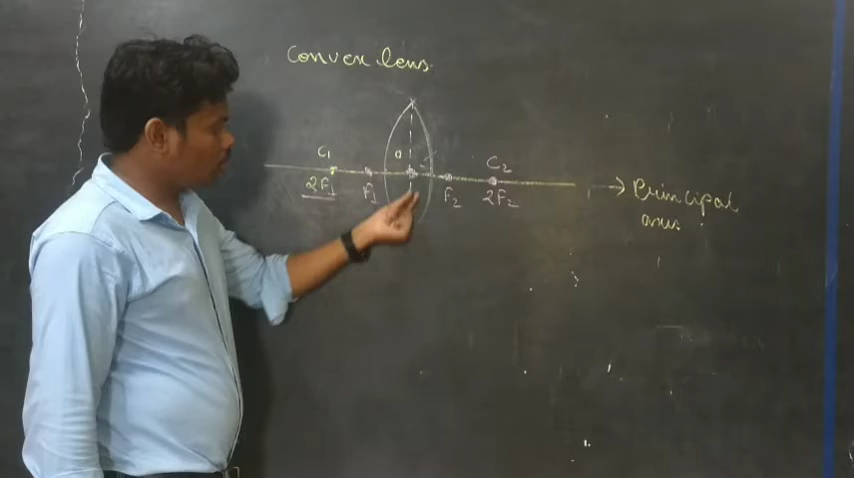 Convex lens.
C1
O
C2
2F1
F1
F2
2F2
→ Principal
axis.